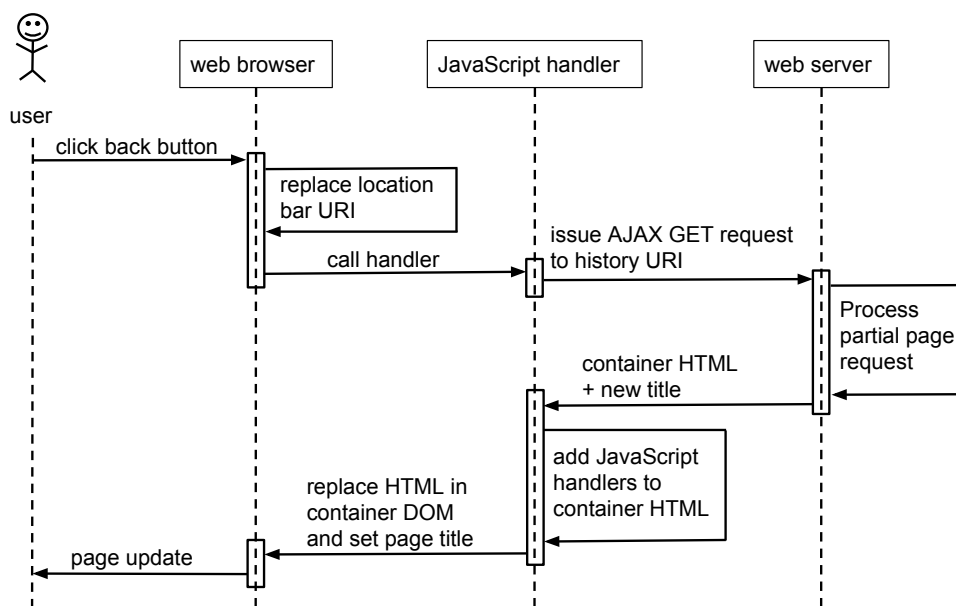 web browser
JavaScript handler
web server
user
click back button
replace location
bar URI
issue AJAX GET request
to history URI
call handler
Process
partial page
request
container HTML
+ new title
add JavaScript
handlers to
container HTML
replace HTML in
container DOM
and set page title
page update